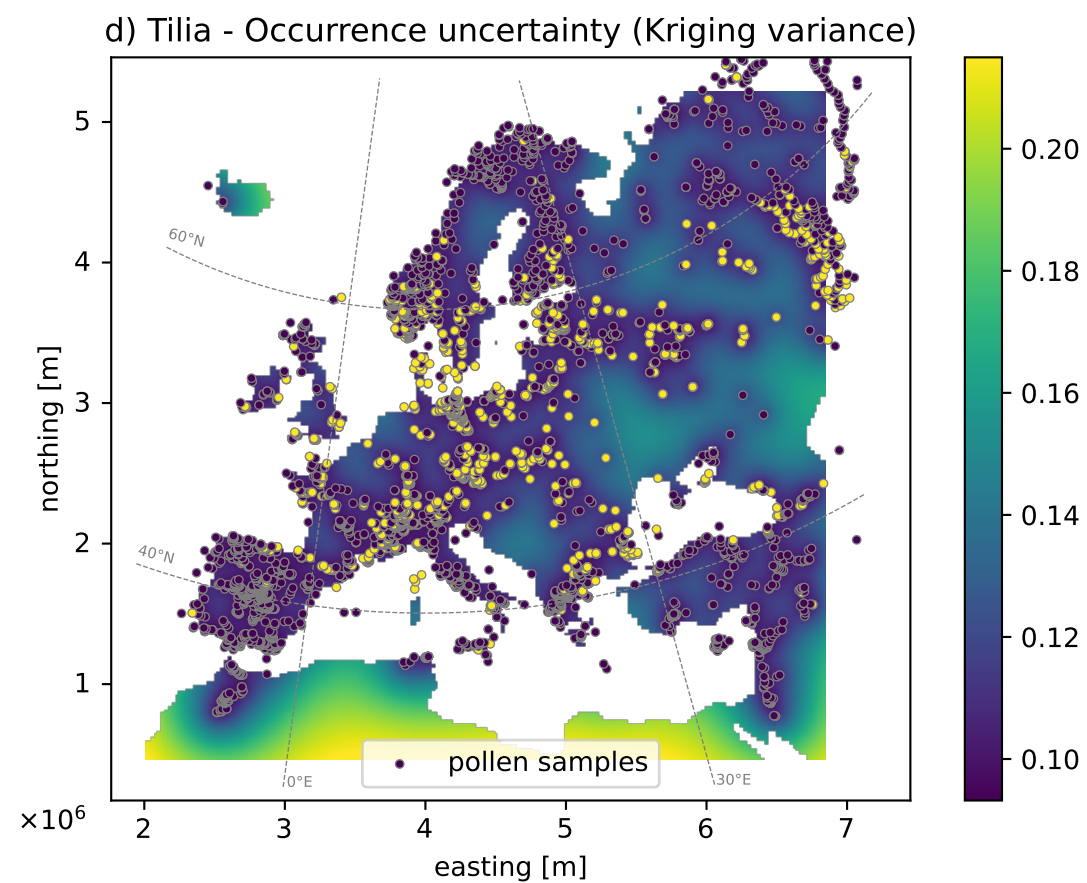 d) Tilia - Occurrence uncertainty (Kriging variance)
5
4
3
2
1
northing [m]
60°N
40°N
0°E
30°E
pollen samples
×10⁶
2
3
4
5
6
7
easting [m]
0.20
0.18
0.16
0.14
0.12
0.10